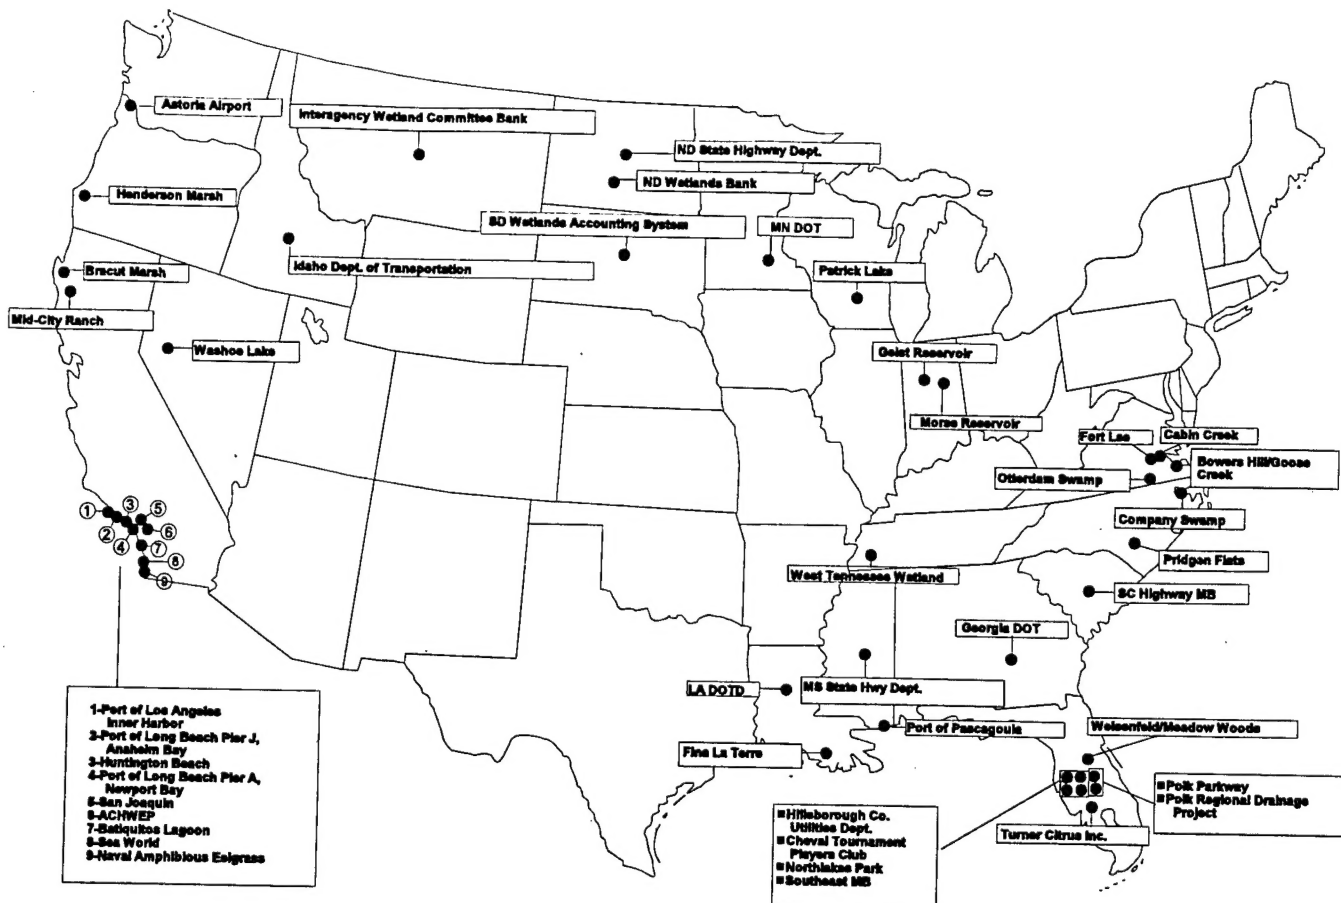 Astoria Airport
Interagency Wetland Committee Bank
ND State Highway Dept.
ND Wetlands Bank
Henderson Marsh
SD Wetlands Accounting System
MN DOT
Idaho Dept. of Transportation
Bracut Marsh
Patrick Lake
Mid-City Ranch
Washoe Lake
Geist Reservoir
Morse Reservoir
Fort Lee
Cabin Creek
Bowers Hill/Goose
Creek
Otterdam Swamp
Company Swamp
Pridgen Flats
West Tennessee Wetland
SC Highway MB
Georgia DOT
LA DOTD
MS State Hwy Dept.
Port of Pascagoula
Weisenfeld/Meadow Woods
Fina La Terre
Turner Citrus Inc.
1
2
3
4
5
6
7
8
9
1-Port of Los Angeles
Inner Harbor
3-Port of Long Beach Pier J,
Anaheim Bay
3-Huntington Beach
4-Port of Long Beach Pier A,
Newport Bay
5-San Joaquin
6-ACHWEP
7-Batiquitos Lagoon
8-Sea World
9-Naval Amphibious Eelgrass
■Hillsborough Co.
Utilities Dept.
■Cheval Tournament
Players Club
■Northlakes Park
■Southeast MB
■Polk Parkway
■Polk Regional Drainage
Project